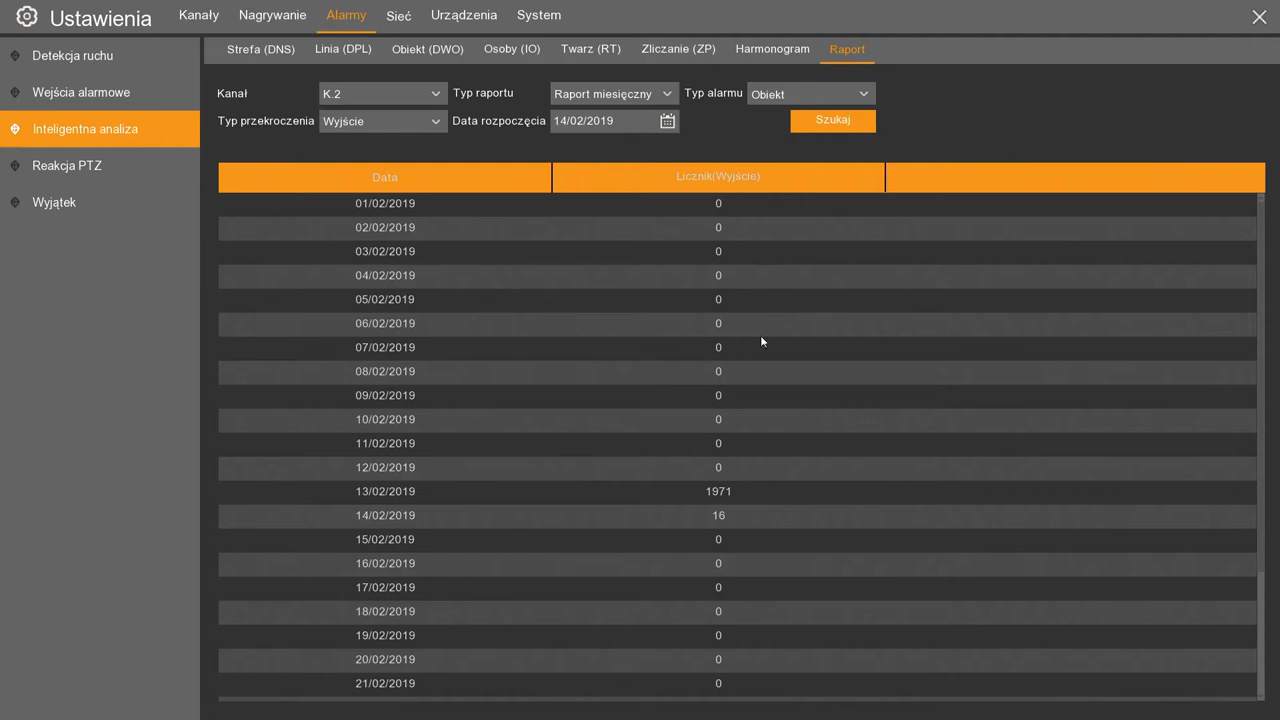 Ustawienia
Kanały Nagrywanie Alarmy Sieć Urządzenia System
Detekcja ruchu
Wejścia alarmowe
Inteligentna analiza
Reakcja PTZ
Wyjątek
Strefa (DNS) Linia (DPL) Obiekt (DWO) Osoby (IO) Twarz (RT) Zliczanie (ZP) Harmonogram Raport
Kanał K.2 Typ raportu Raport miesięczny Typ alarmu Obiekt
Typ przekroczenia Wyjście Data rozpoczęcia 14/02/2019 Szukaj
Data Licznik(Wyjście)
01/02/2019 0
02/02/2019 0
03/02/2019 0
04/02/2019 0
05/02/2019 0
06/02/2019 0
07/02/2019 0
08/02/2019 0
09/02/2019 0
10/02/2019 0
11/02/2019 0
12/02/2019 0
13/02/2019 1971
14/02/2019 16
15/02/2019 0
16/02/2019 0
17/02/2019 0
18/02/2019 0
19/02/2019 0
20/02/2019 0
21/02/2019 0